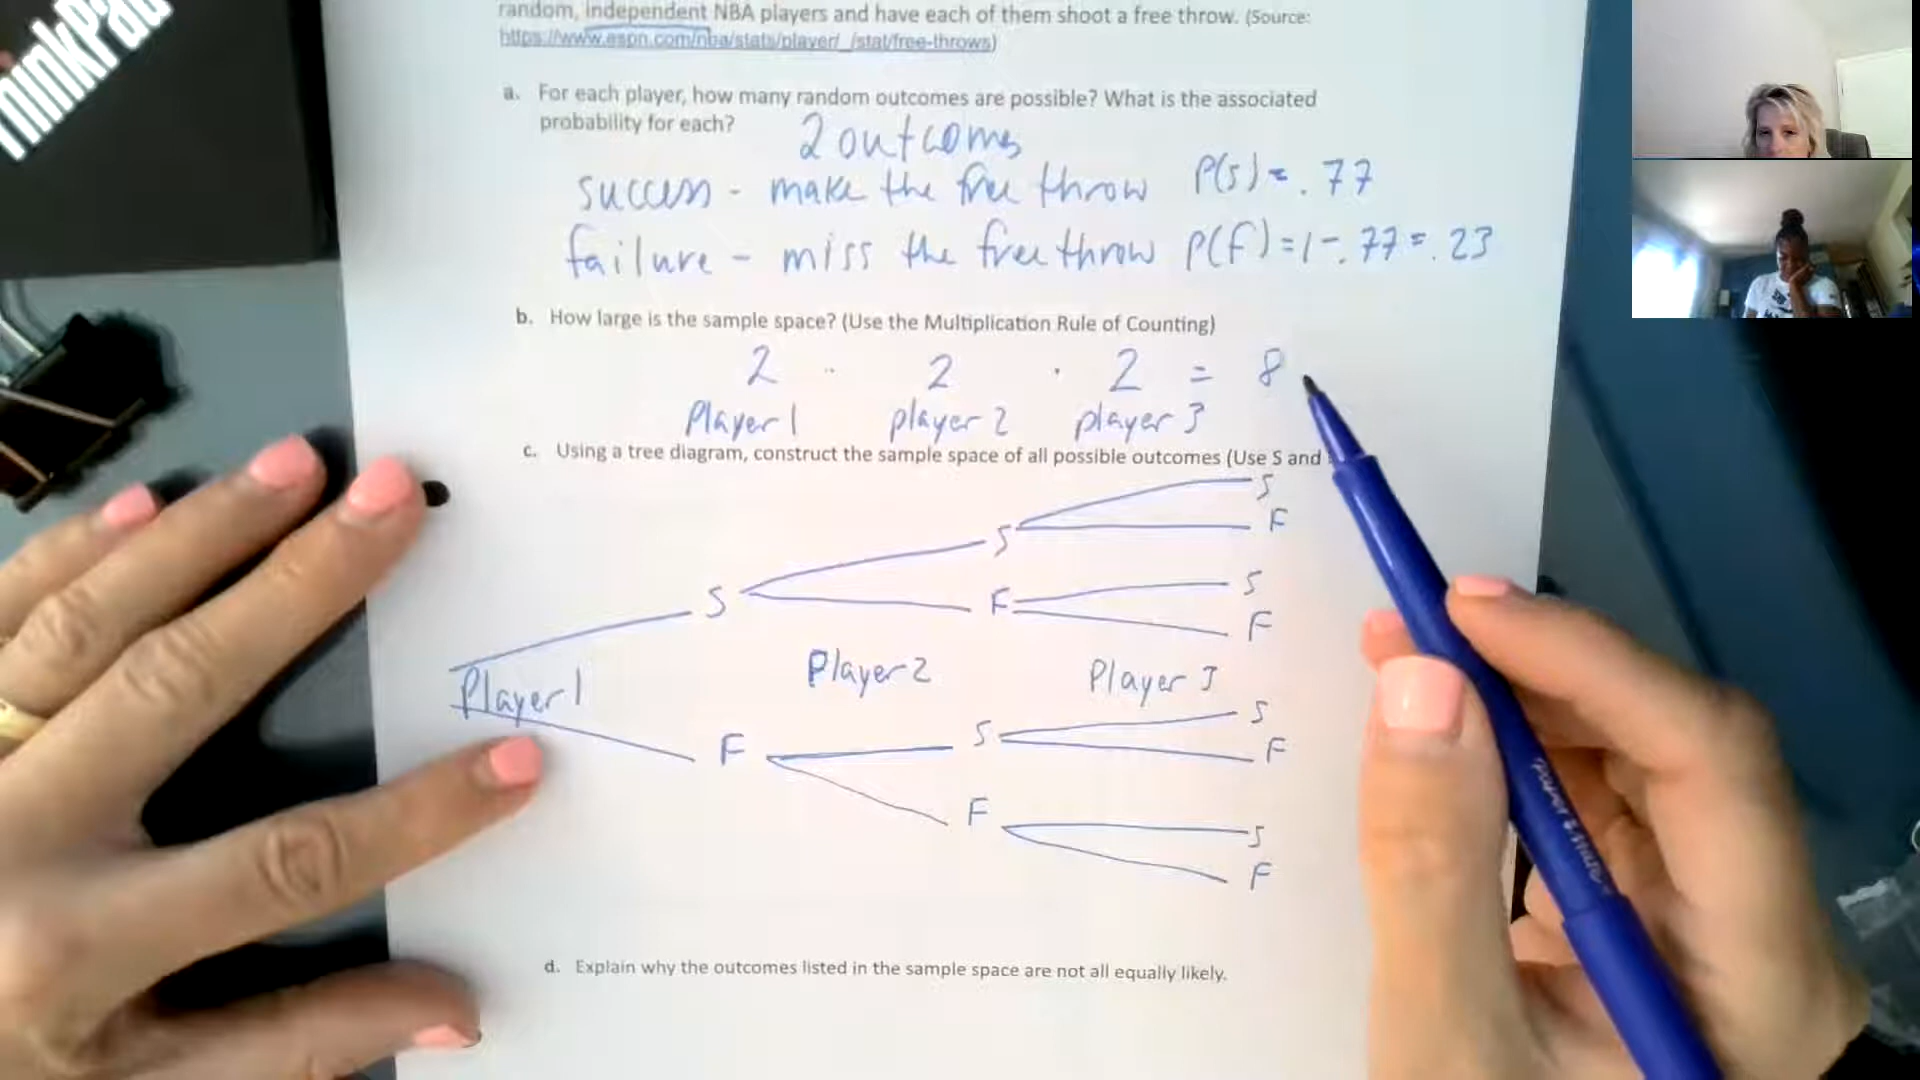 ThinkPad
random, independent NBA players and have each of them shoot a free throw. (Source:
https://www.espn.com/nba/stats/player/_/stat/free-throws)
a. For each player, how many random outcomes are possible? What is the associated
probability for each? 2 outcomes
success - make the free throw P(s) = .77
failure - miss the free throw P(F) = 1 - .77 = .23
b. How large is the sample space? (Use the Multiplication Rule of Counting)
2 · 2 · 2 = 8
Player 1 player 2 player 3
c. Using a tree diagram, construct the sample space of all possible outcomes (Use S and
S
F
S
S
F
S
F
Player 1 Player 2 Player 3
F
S
S
F
F
S
F
d. Explain why the outcomes listed in the sample space are not all equally likely.